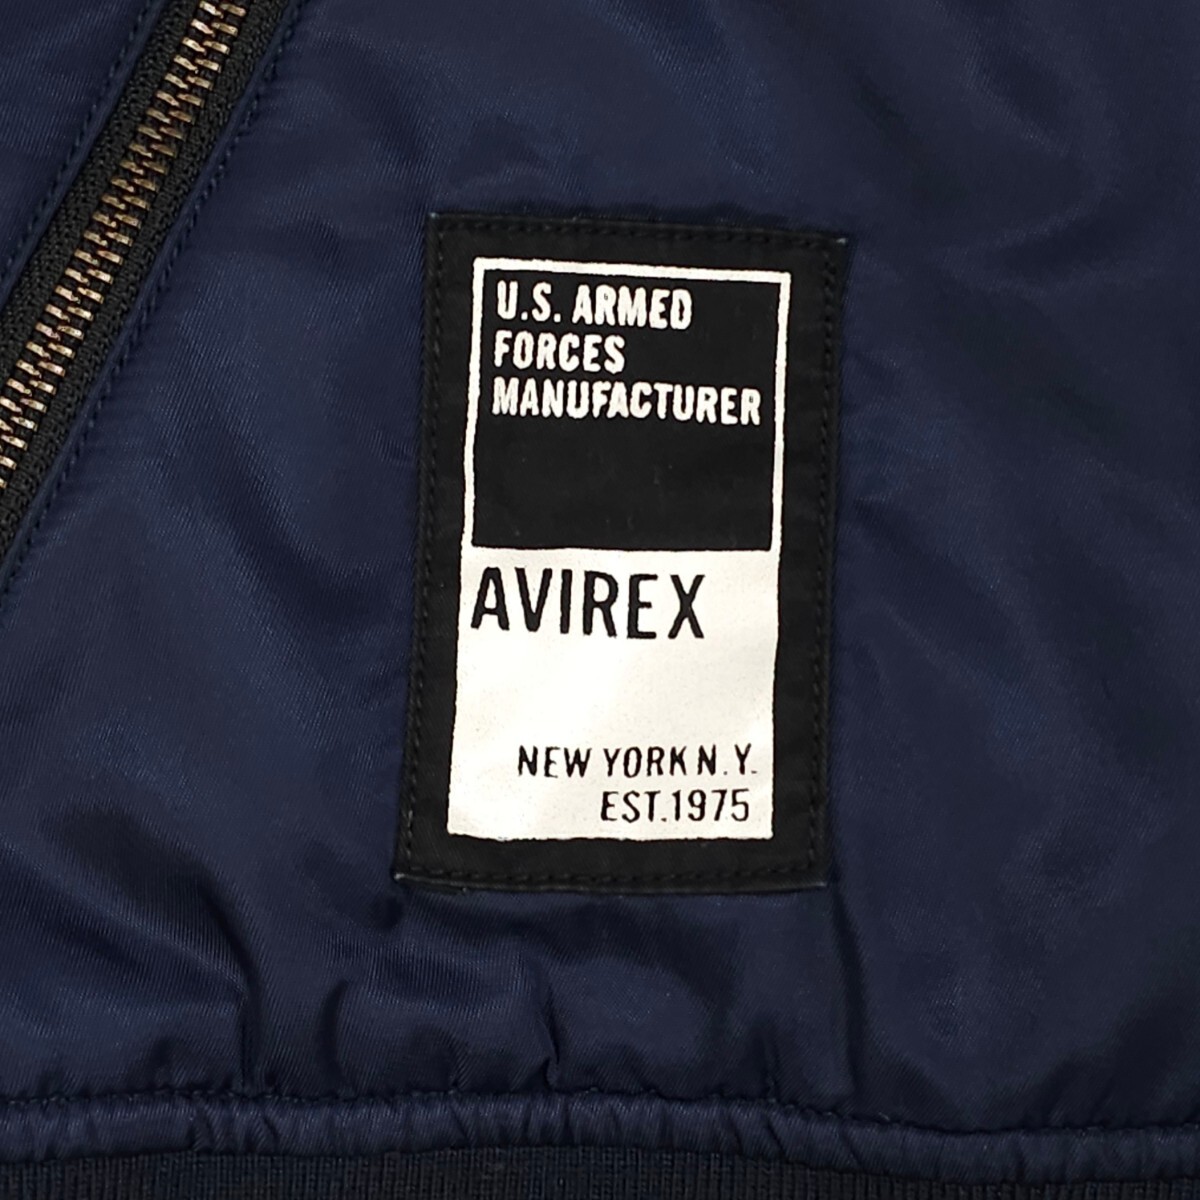 U.S. ARMED
FORCES
MANUFACTURER
AVIREX
NEW YORK N.Y.
EST.1975